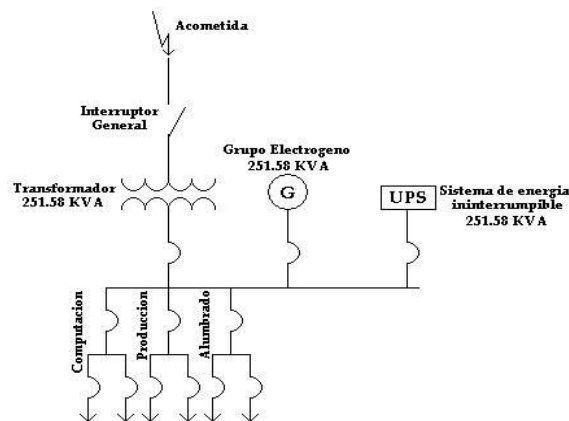 Acometida
Interruptor
General
Grupo Electrogeno
251.58 KVA
Transformador
251.58 KVA
G
UPS
Sistema de energia
ininterrumpible
251.58 KVA
Computacion
Produccion
Alumbrado